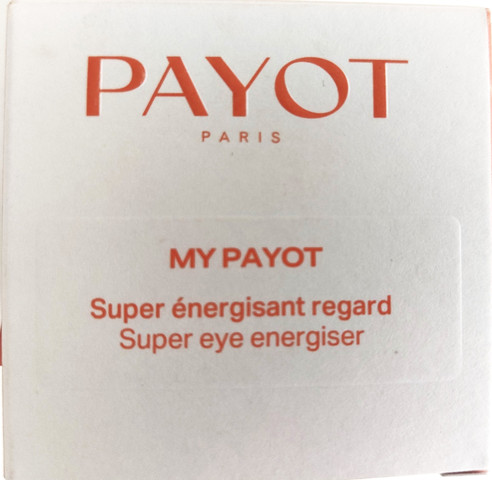 PAYOT
PARIS
MY PAYOT
Super énergisant regard
Super eye energiser